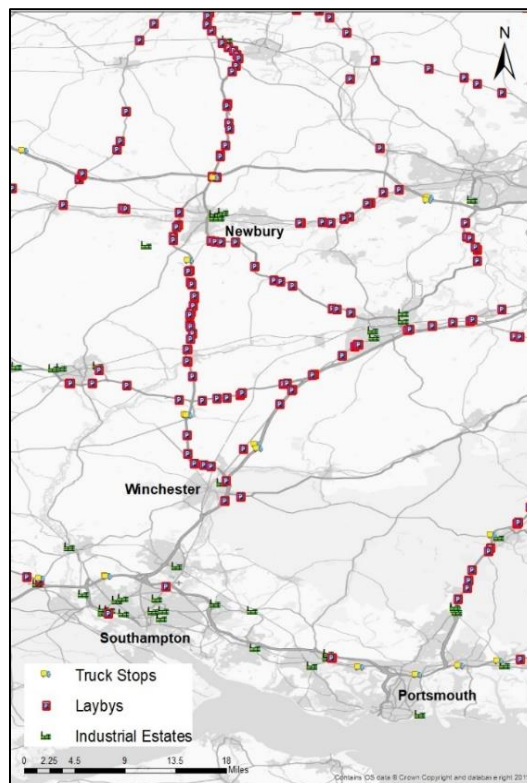 N
Newbury
Winchester
Southampton
Portsmouth
Truck Stops
Laybys
Industrial Estates
0 2.25 4.5 9 13.5 18
Miles
Contains OS data © Crown Copyright and database right